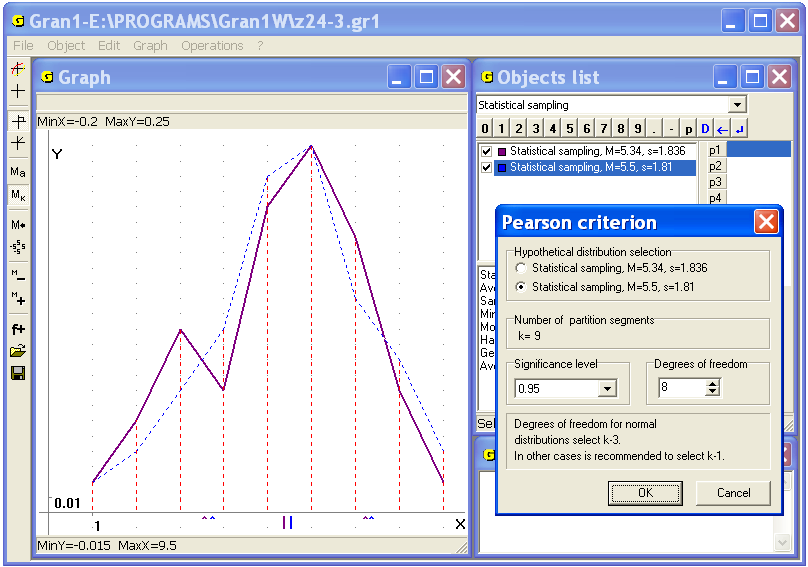 Gran1-E:\PROGRAMS\Gran1W\z24-3.gr1
File Object Edit Graph Operations ?
Graph
MinX=-0.2 MaxY=0.25
Y
0.01
1
X
MinY=-0.015 MaxX=9.5
Ma
Mк
M
M
M
f+
Objects list
Statistical sampling
0 1 2 3 4 5 6 7 8 9 . - p D ← ↲
Statistical sampling, M=5.34, s=1.836
Statistical sampling, M=5.5, s=1.81
p1
p2
p3
p4
Sta
Ave
Sar
Min
Mo
Ha
Ge
Ave
Sel
Pearson criterion
Hypothetical distribution selection
Statistical sampling, M=5.34, s=1.836
Statistical sampling, M=5.5, s=1.81
Number of partition segments
k= 9
Significance level
0.95
Degrees of freedom
8
Degrees of freedom for normal
distributions select k-3.
In other cases is recommended to select k-1.
OK
Cancel